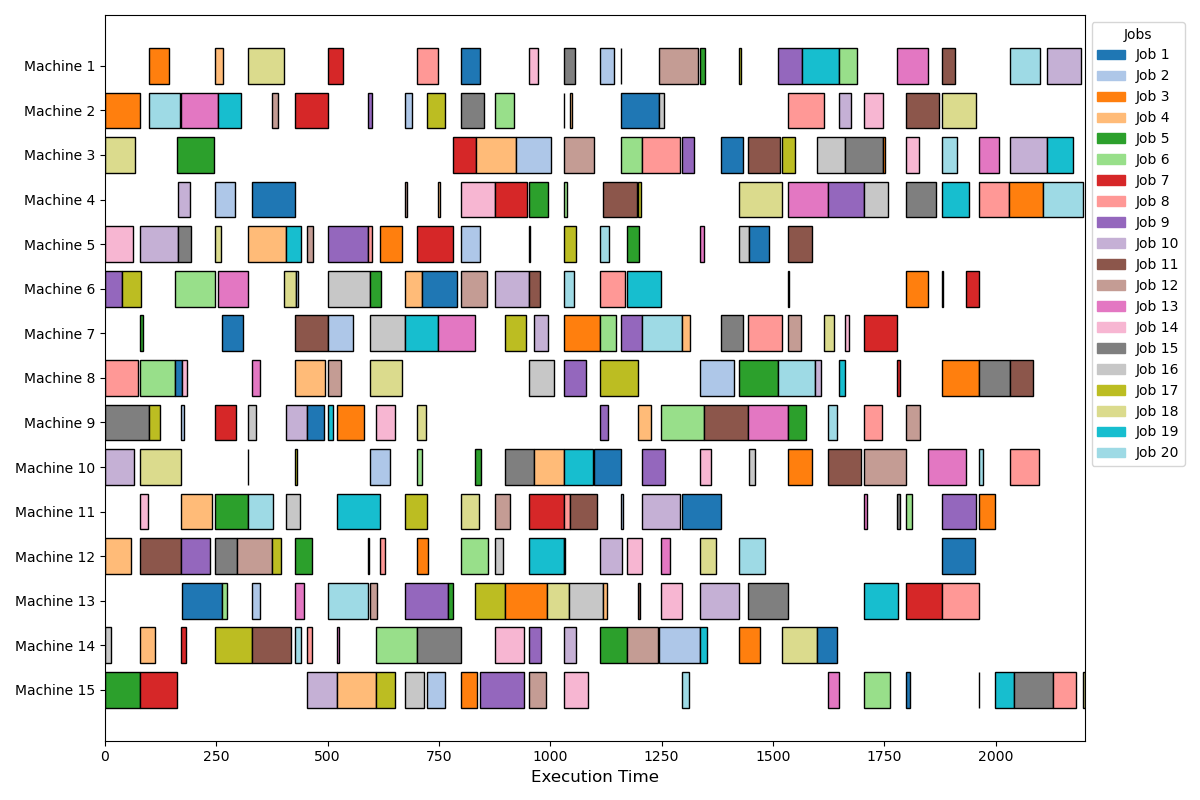 Machine 1
Machine 2
Machine 3
Machine 4
Machine 5
Machine 6
Machine 7
Machine 8
Machine 9
Machine 10
Machine 11
Machine 12
Machine 13
Machine 14
Machine 15
0 250 500 750 1000 1250 1500 1750 2000
Execution Time
Jobs
Job 1
Job 2
Job 3
Job 4
Job 5
Job 6
Job 7
Job 8
Job 9
Job 10
Job 11
Job 12
Job 13
Job 14
Job 15
Job 16
Job 17
Job 18
Job 19
Job 20